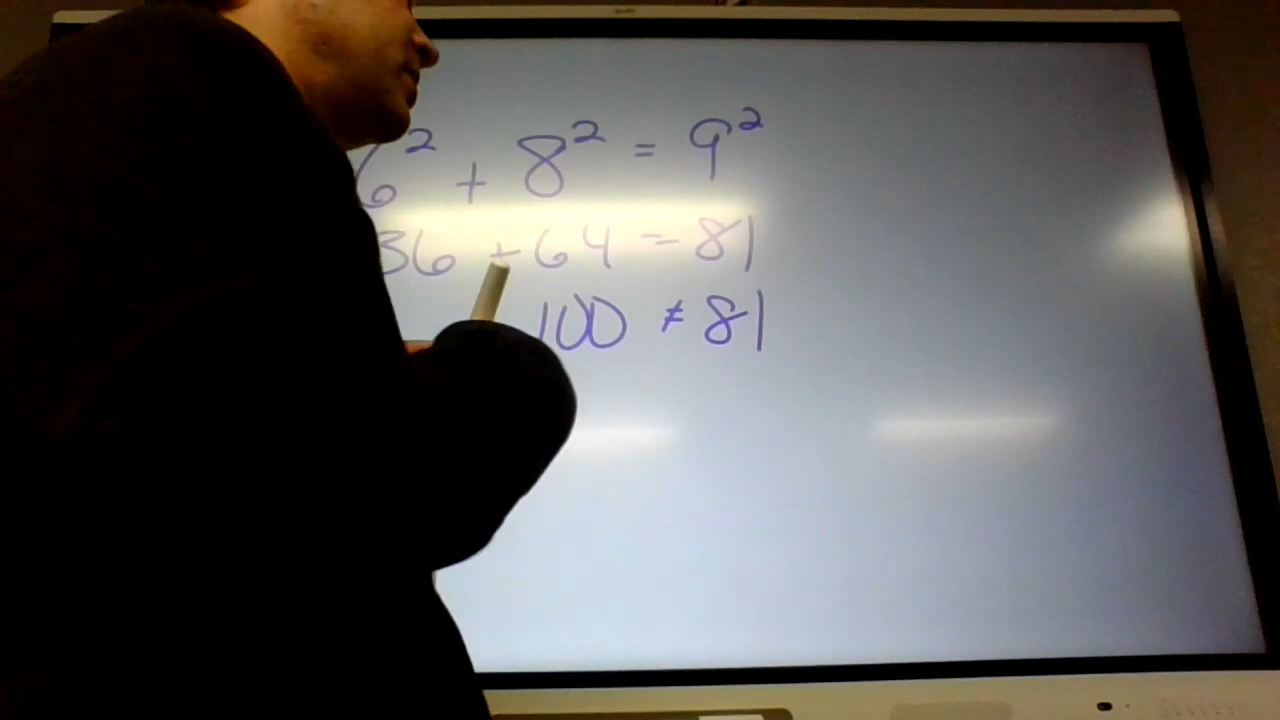 6² + 8² = 9²
36 + 64 = 81
100 ≠ 81